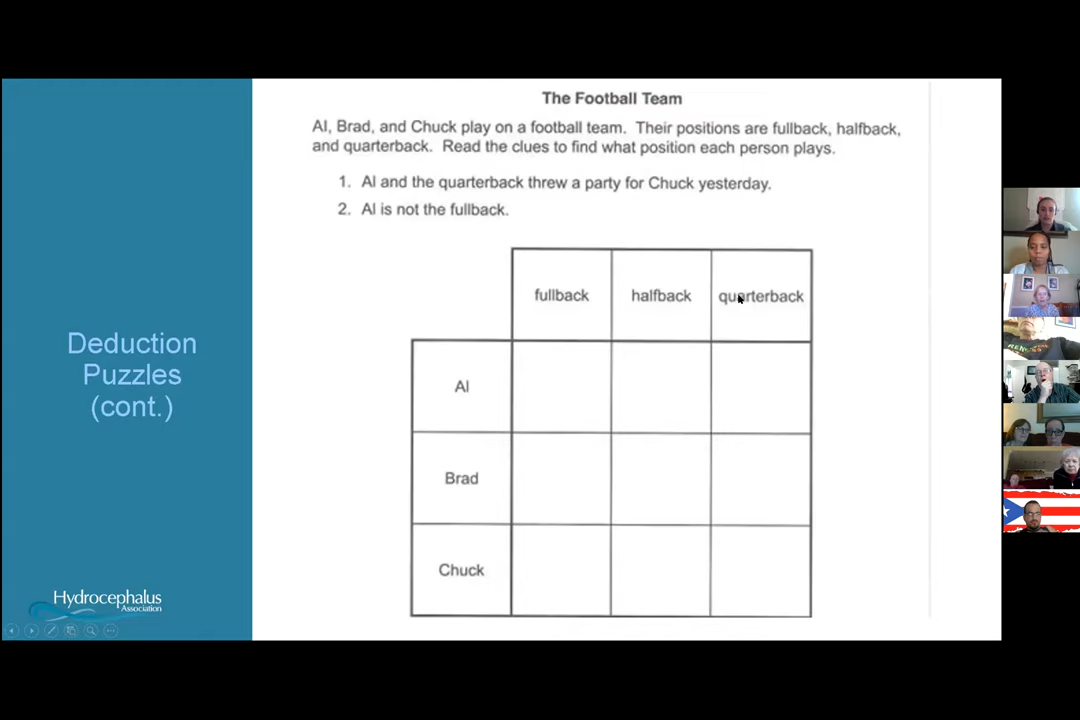 The Football Team
Al, Brad, and Chuck play on a football team. Their positions are fullback, halfback,
and quarterback. Read the clues to find what position each person plays.
1. Al and the quarterback threw a party for Chuck yesterday.
2. Al is not the fullback.
fullback halfback quarterback
Al
Brad
Chuck
Deduction
Puzzles
(cont.)
Hydrocephalus
Association